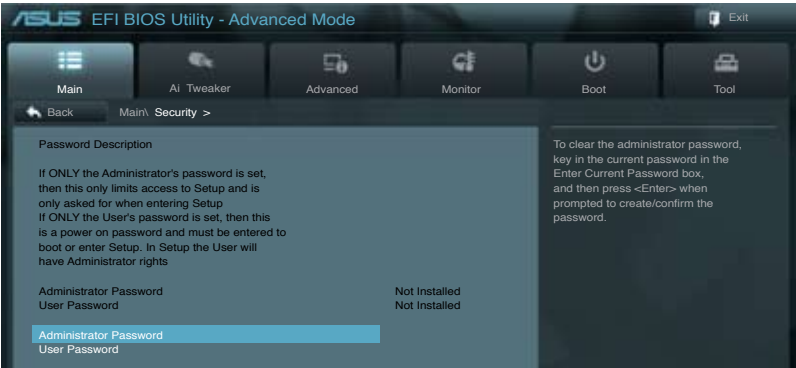 ASUS EFI BIOS Utility - Advanced Mode
Exit
Main
Ai Tweaker
Advanced
Monitor
Boot
Tool
Back
Main\ Security >
Password Description
If ONLY the Administrator's password is set,
then this only limits access to Setup and is
only asked for when entering Setup
If ONLY the User's password is set, then this
is a power on password and must be entered to
boot or enter Setup. In Setup the User will
have Administrator rights
Administrator Password Not Installed
User Password Not Installed
Administrator Password
User Password
To clear the administrator password,
key in the current password in the
Enter Current Password box,
and then press <Enter> when
prompted to create/confirm the
password.